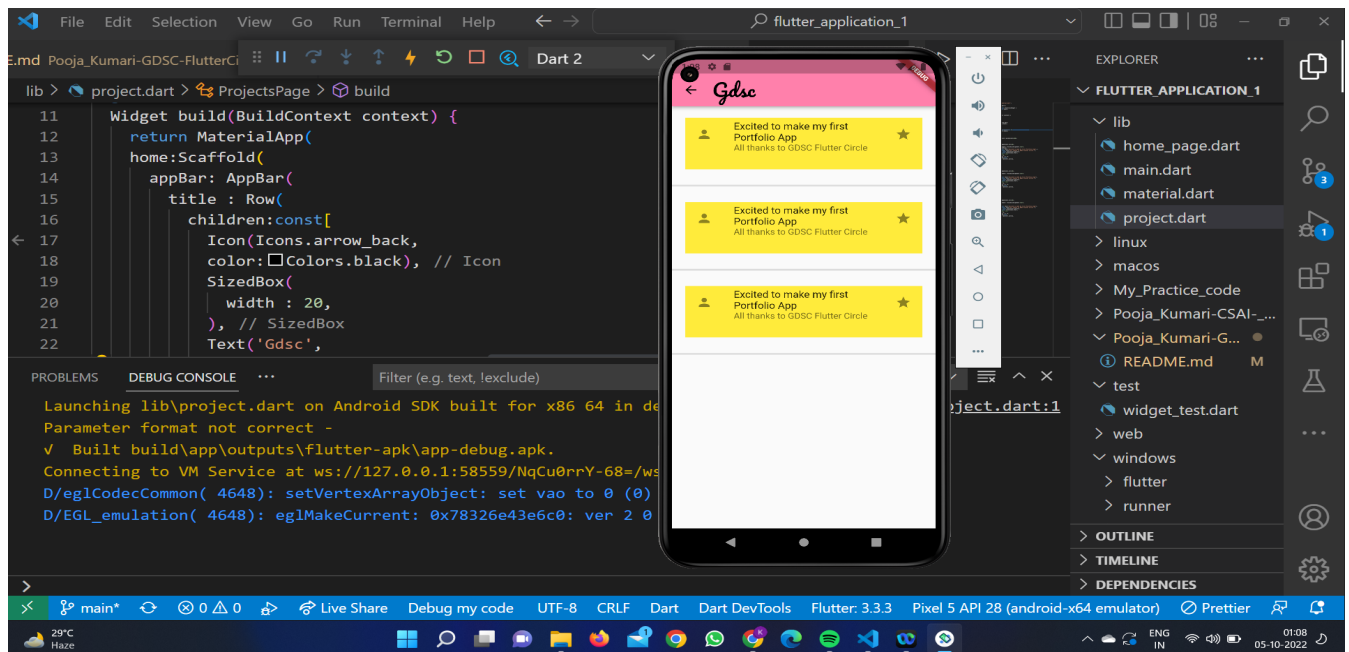 File Edit Selection View Go Run Terminal Help flutter_application_1
E.md Pooja_Kumari-GDSC-FlutterCi Dart 2
lib > project.dart > ProjectsPage > build
11 Widget build(BuildContext context) {
12 return MaterialApp(
13 home:Scaffold(
14 appBar: AppBar(
15 title : Row(
16 children:const[
17 Icon(Icons.arrow_back,
18 color: Colors.black), // Icon
19 SizedBox(
20 width : 20,
21 ), // SizedBox
22 Text('Gdsc',
PROBLEMS DEBUG CONSOLE ...
Filter (e.g. text, !exclude)
Launching lib\project.dart on Android SDK built for x86 64 in de
oject.dart:1
Parameter format not correct -
√ Built build\app\outputs\flutter-apk\app-debug.apk.
Connecting to VM Service at ws://127.0.0.1:58559/NqCu0rrY-68=/ws
D/eglCodecCommon( 4648): setVertexArrayObject: set vao to 0 (0)
D/EGL_emulation( 4648): eglMakeCurrent: 0x78326e43e6c0: ver 2 0
>
DEBUG
Gdsc
Excited to make my first
Portfolio App
All thanks to GDSC Flutter Circle
Excited to make my first
Portfolio App
All thanks to GDSC Flutter Circle
Excited to make my first
Portfolio App
All thanks to GDSC Flutter Circle
EXPLORER ...
FLUTTER_APPLICATION_1
lib
home_page.dart
main.dart
material.dart
project.dart
linux
macos
My_Practice_code
Pooja_Kumari-CSAI-_...
Pooja_Kumari-G...
README.md M
test
widget_test.dart
web
windows
flutter
runner
OUTLINE
TIMELINE
DEPENDENCIES
3
1
main* 0 0 Live Share Debug my code UTF-8 CRLF Dart Dart DevTools Flutter: 3.3.3 Pixel 5 API 28 (android-x64 emulator) Prettier
29°C
Haze
ENG
IN
01:08
05-10-2022